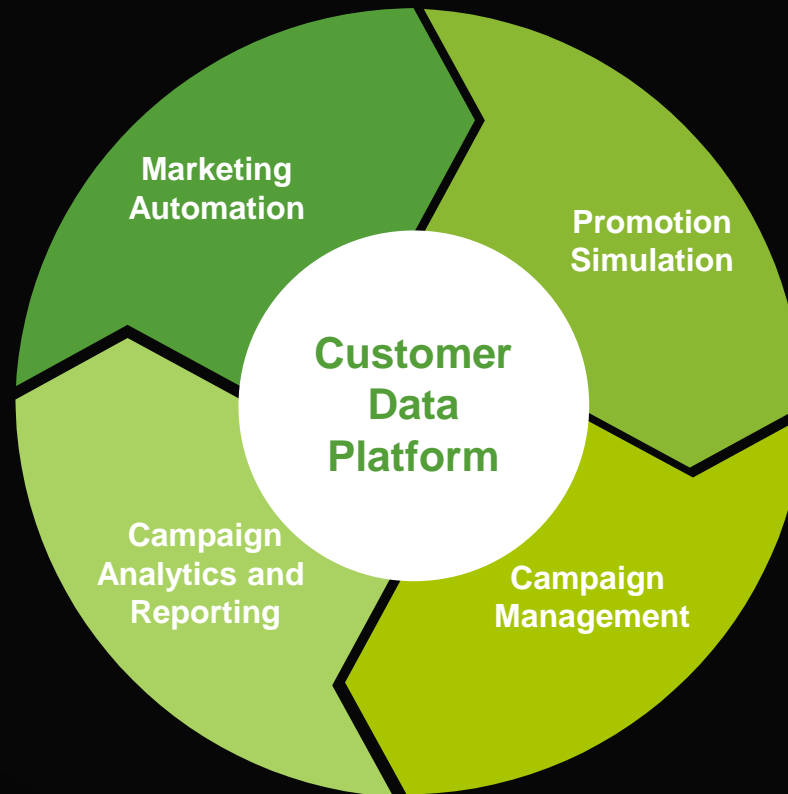 Marketing
Automation
Promotion
Simulation
Customer
Data
Platform
Campaign
Analytics and
Reporting
Campaign
Management